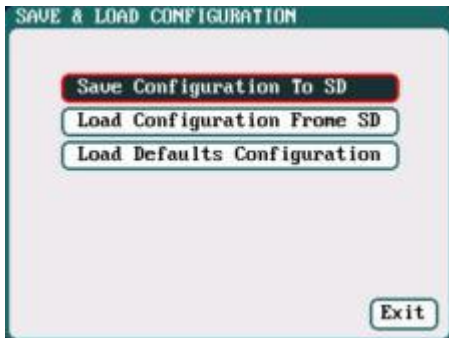 SAVE & LOAD CONFIGURATION
Save Configuration To SD
Load Configuration Frome SD
Load Defaults Configuration
Exit